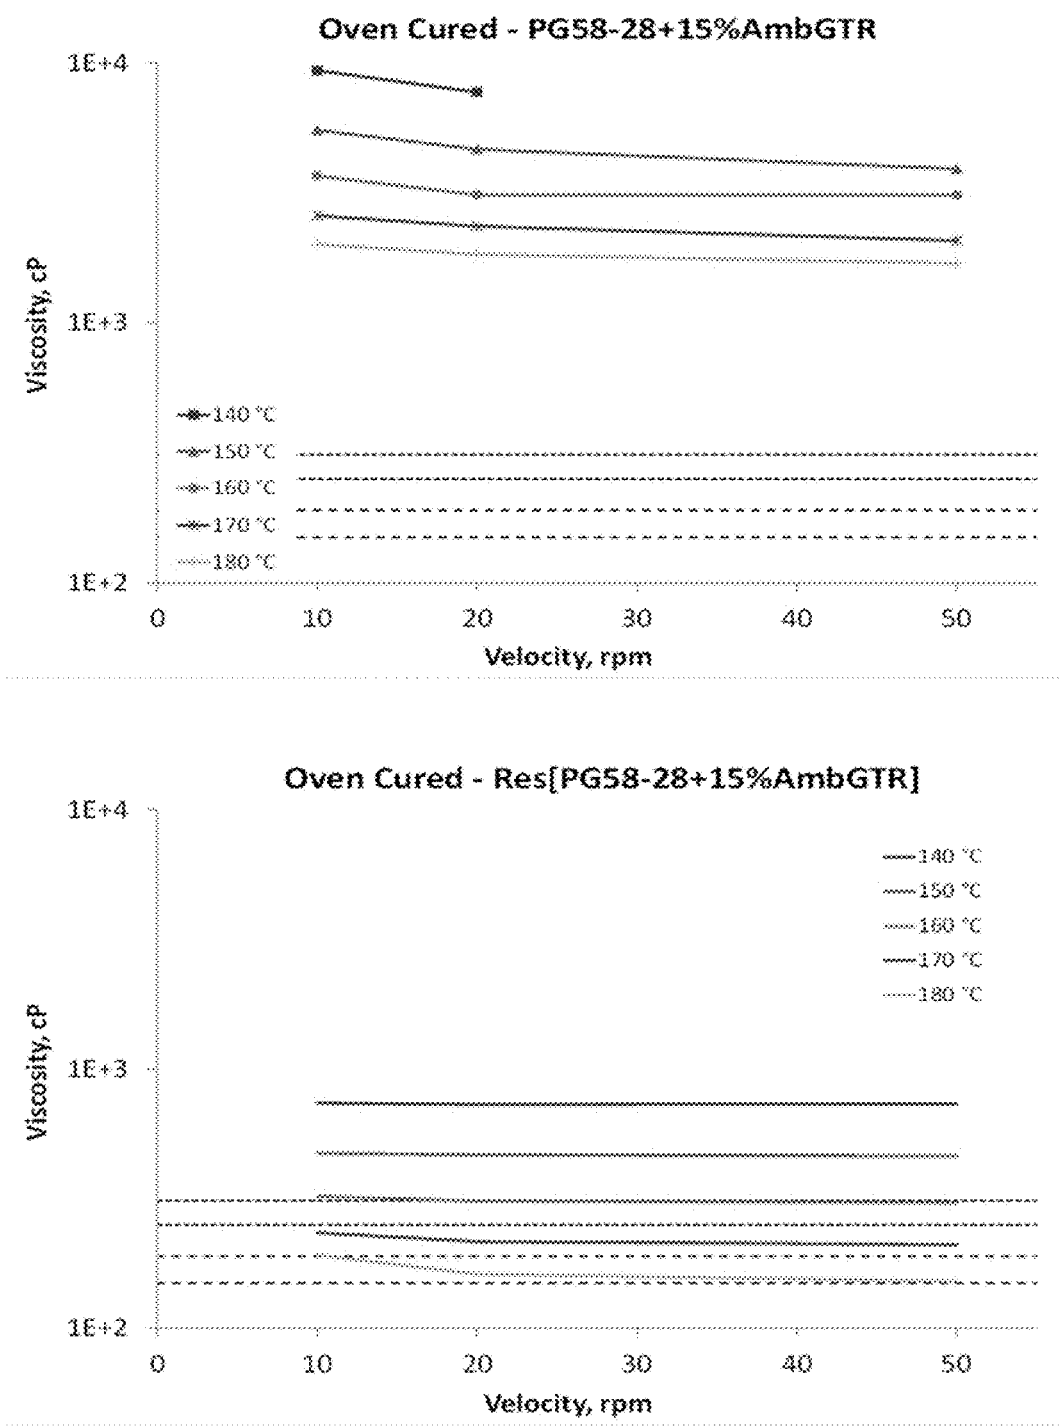 Oven Cured - PG58-28+15%AmbGTR
1E+4
1E+3
1E+2
Viscosity, cP
140 °C
150 °C
160 °C
170 °C
180 °C
0 10 20 30 40 50
Velocity, rpm
Oven Cured - Res[PG58-28+15%AmbGTR]
1E+4
1E+3
1E+2
Viscosity, cP
140 °C
150 °C
160 °C
170 °C
180 °C
0 10 20 30 40 50
Velocity, rpm